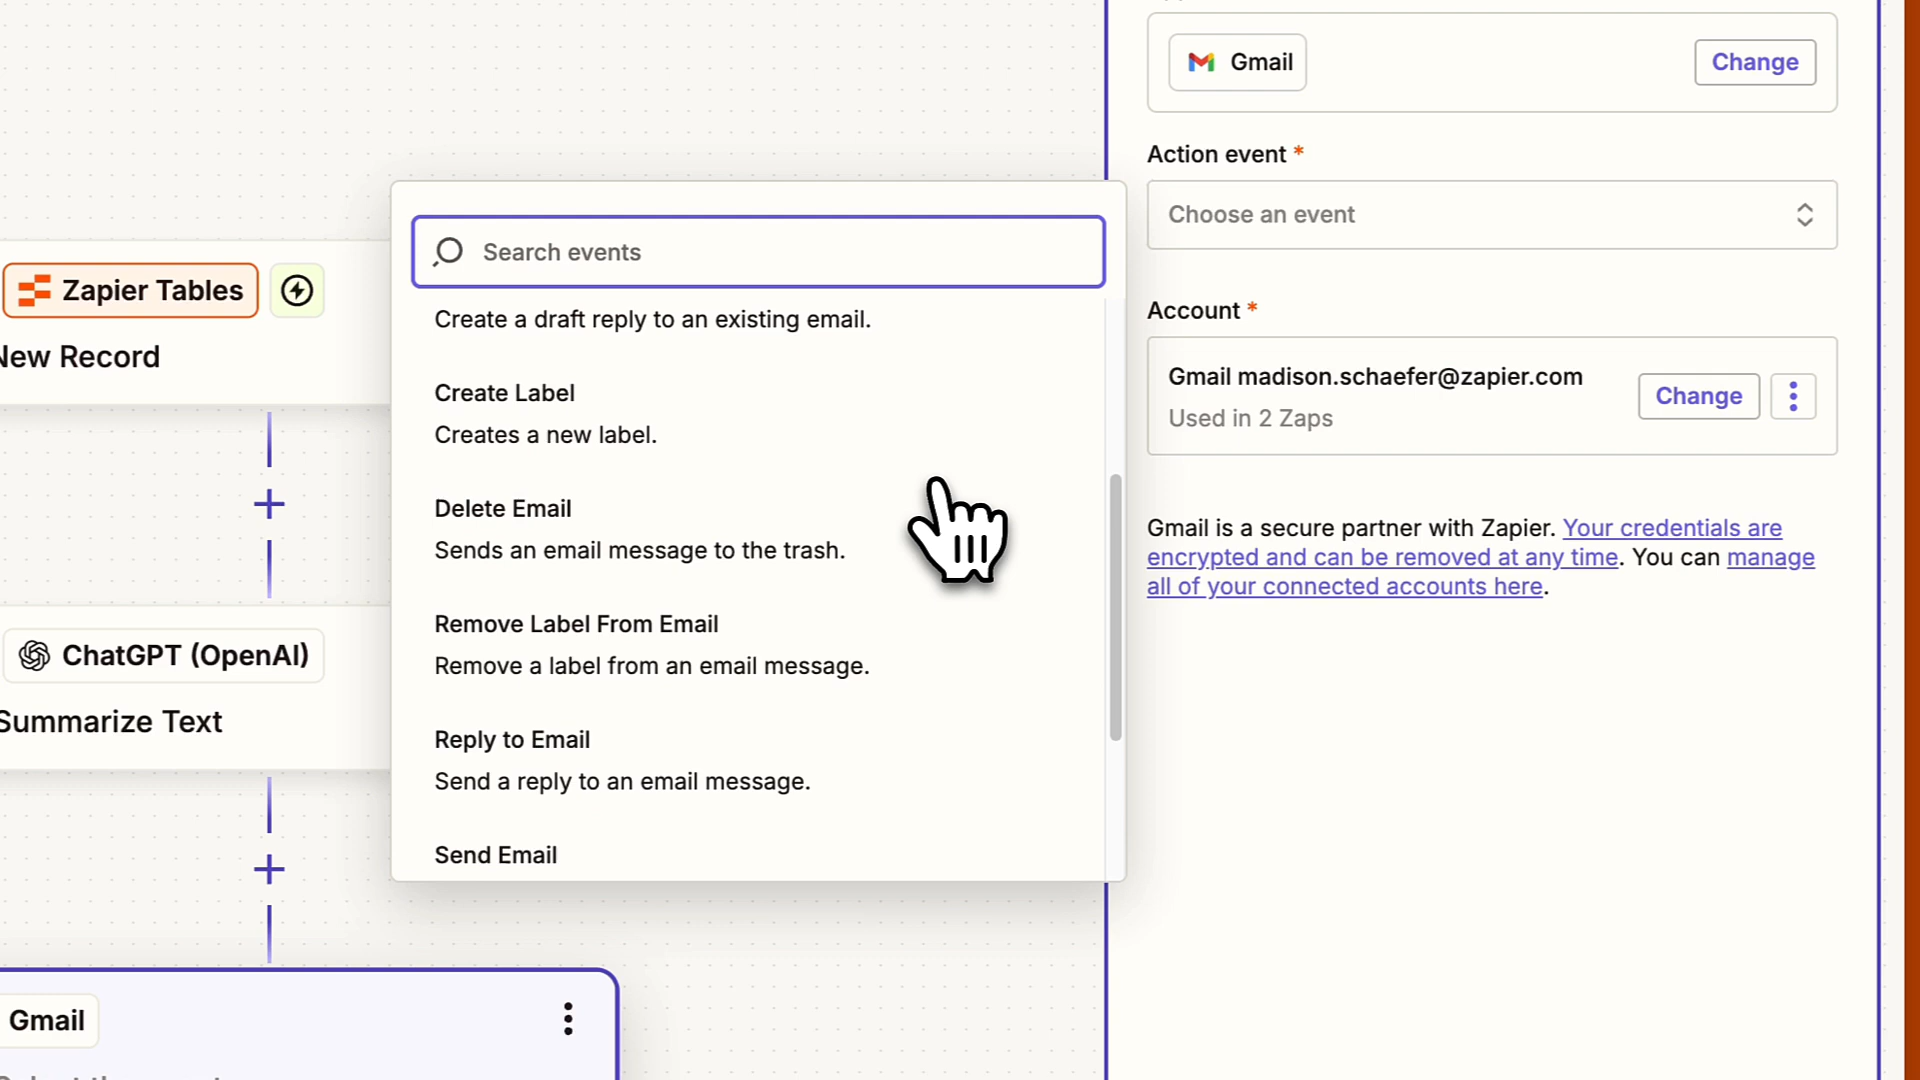 Gmail
Change
Action event *
Choose an event
Account *
Gmail madison.schaefer@zapier.com
Used in 2 Zaps
Change
Gmail is a secure partner with Zapier. Your credentials are
encrypted and can be removed at any time. You can manage
all of your connected accounts here.
Search events
Create a draft reply to an existing email.
Create Label
Creates a new label.
Delete Email
Sends an email message to the trash.
Remove Label From Email
Remove a label from an email message.
Reply to Email
Send a reply to an email message.
Send Email
Zapier Tables
New Record
ChatGPT (OpenAI)
Summarize Text
Gmail